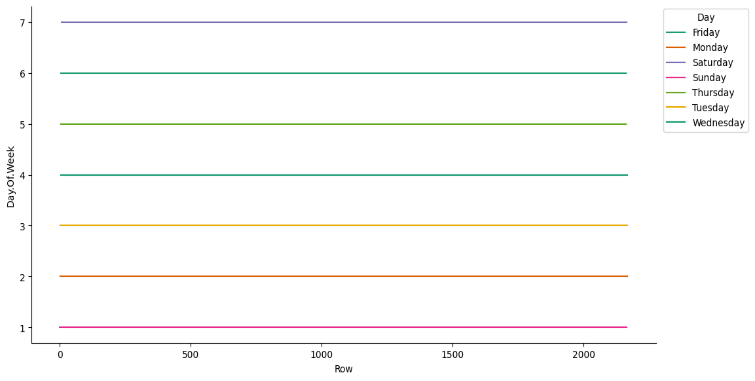 7
6
5
4
3
2
1
Day.Of.Week
0 500 1000 1500 2000
Row
Day
Friday
Monday
Saturday
Sunday
Thursday
Tuesday
Wednesday